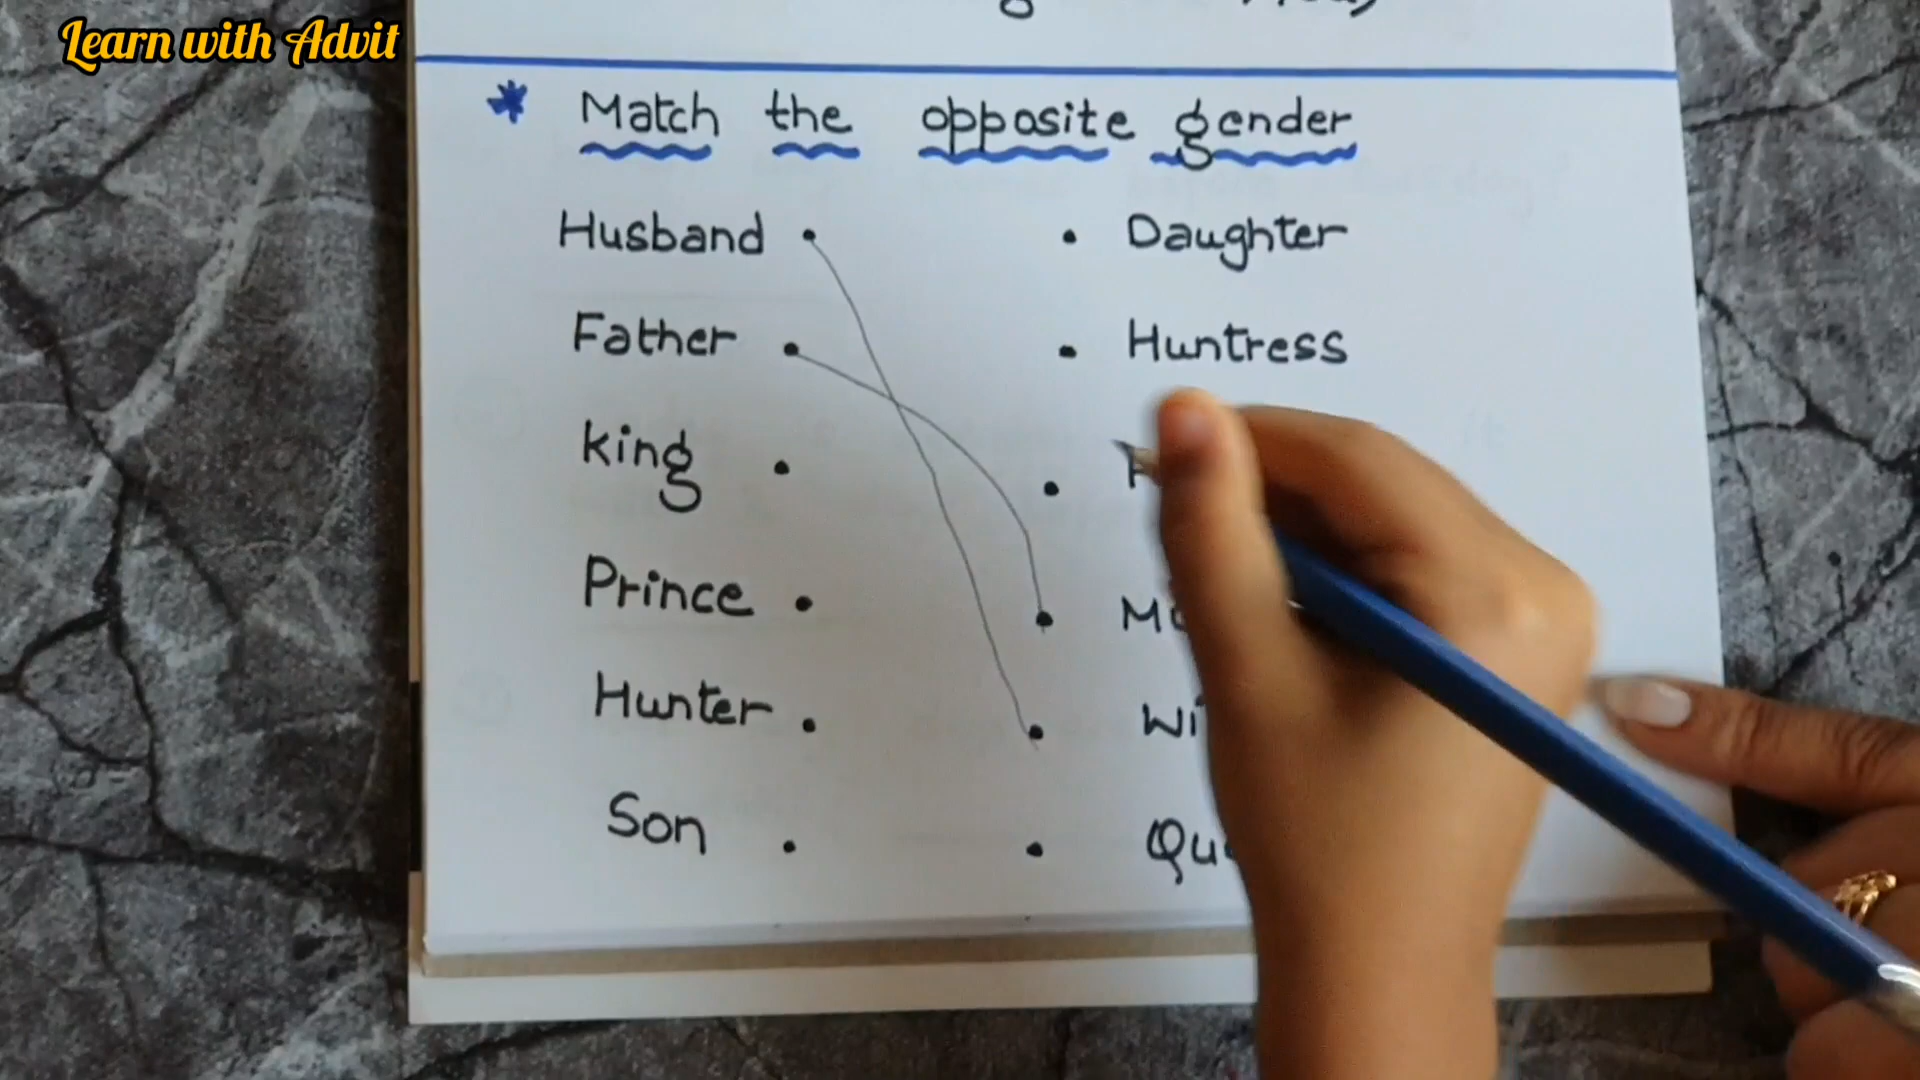 Learn with Advit
* Match the opposite gender
Husband • • Daughter
Father • • Huntress
king •
Prince •
Hunter •
Son •